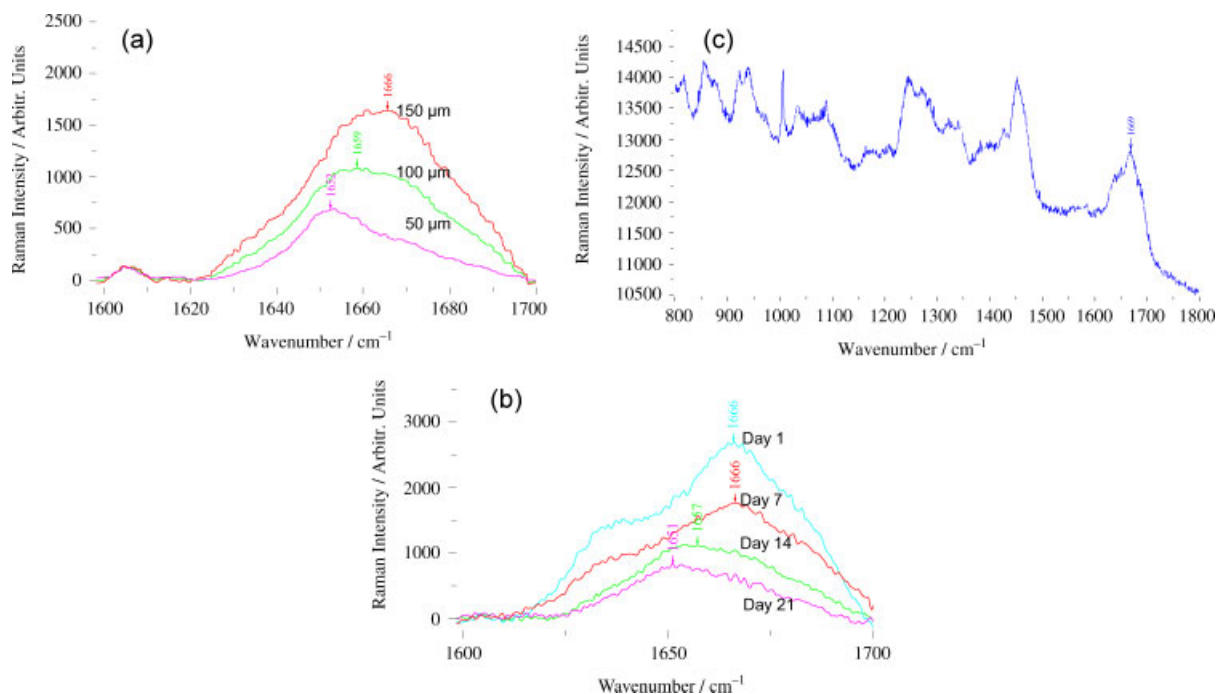 (a)
Raman Intensity / Arbitr. Units
2500
2000
1500
1000
500
0
1666
150 µm
1659
100 µm
1652
50 µm
1600 1620 1640 1660 1680 1700
Wavenumber / cm⁻¹
(c)
Raman Intensity / Arbitr. Units
14500
14000
13500
13000
12500
12000
11500
11000
10500
1669
800 900 1000 1100 1200 1300 1400 1500 1600 1700 1800
Wavenumber / cm⁻¹
(b)
Raman Intensity / Arbitr. Units
3000
2000
1000
0
1666
Day 1
1666
Day 7
1657
Day 14
1651
Day 21
1600 1650 1700
Wavenumber / cm⁻¹